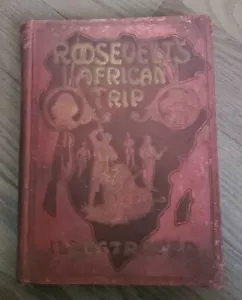 ROOSEVELT'S
AFRICAN
TRIP
ILLUSTRATED